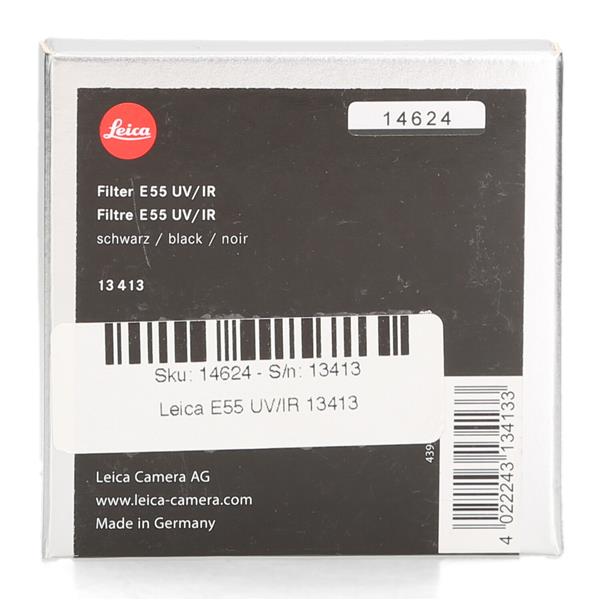 Leica
14624
Filter E55 UV/IR
Filtre E55 UV/IR
schwarz / black / noir
13 413
Sku: 14624 - S/n: 13413
Leica E55 UV/IR 13413
Leica Camera AG
www.leica-camera.com
Made in Germany
439
4 022243 134133